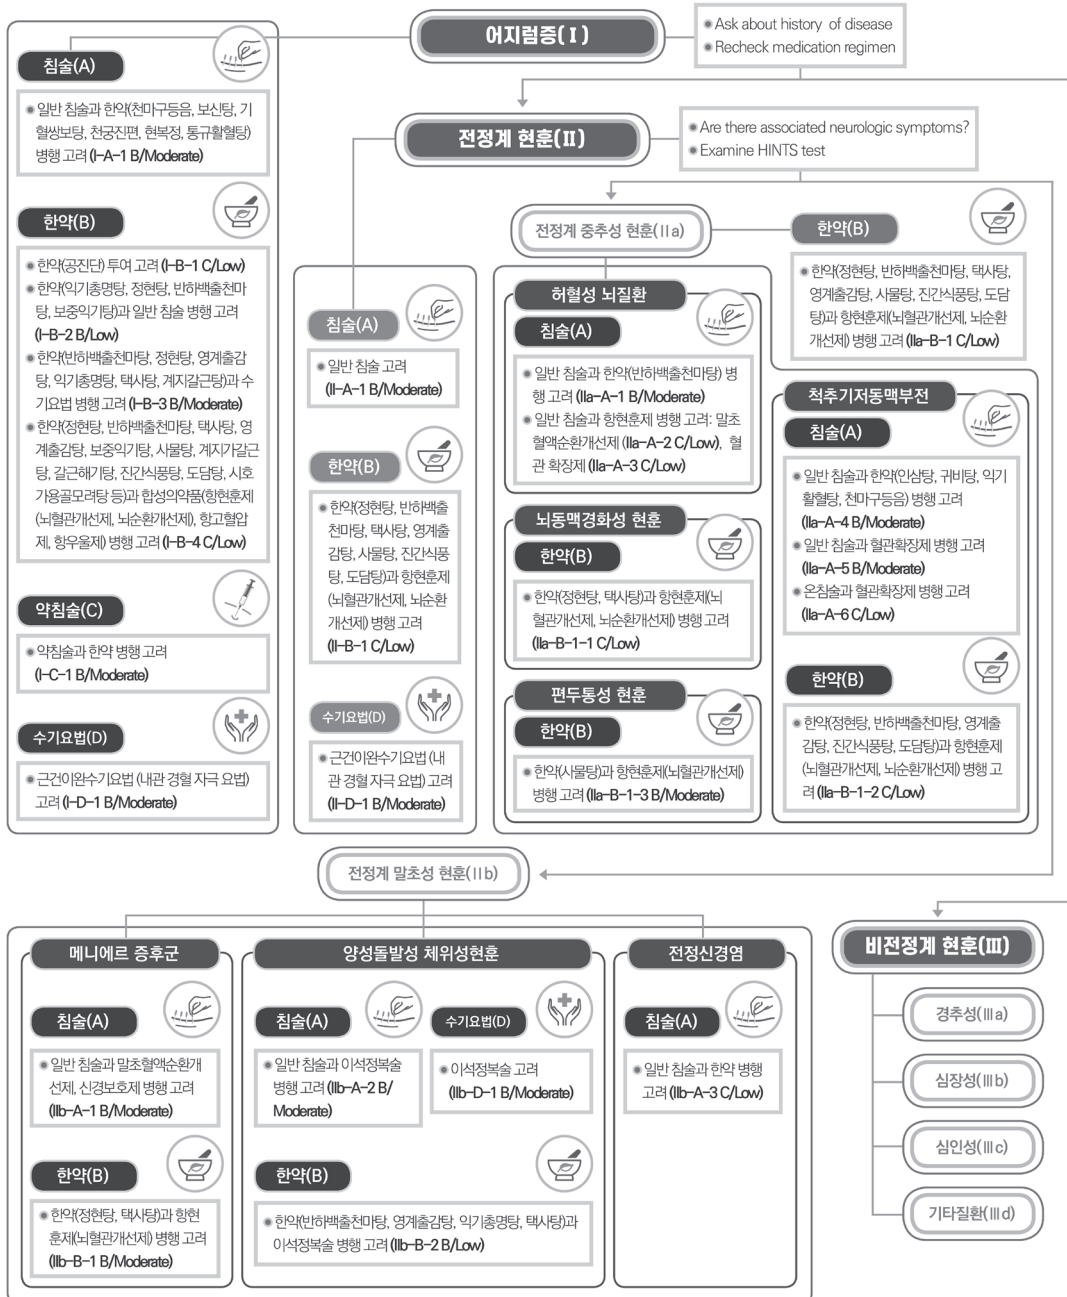 어지럼증(Ⅰ)
Ask about history of disease
Recheck medication regimen
침술(A)
일반 침술과 한약(천마구등음, 보신탕, 기
혈쌍보탕, 천궁진편, 현복정, 통규활혈탕)
병행 고려 (I-A-1 B/Moderate)
한약(B)
한약(공진단) 투여 고려 (I-B-1 C/Low)
한약(익기총명탕, 정현탕, 반하백출천마
탕, 보중익기탕)과 일반 침술 병행 고려
(I-B-2 B/Low)
한약(반하백출천마탕, 정현탕, 영계출감
탕, 익기총명탕, 택사탕, 계지갈근탕)과 수
기요법 병행 고려 (I-B-3 B/Moderate)
한약(정현탕, 반하백출천마탕, 택사탕, 영
계출감탕, 보중익기탕, 사물탕, 계지가갈근
탕, 갈근해기탕, 진간식풍탕, 도담탕, 시호
가용골모려탕 등)과 합성의약품(항현훈제
(뇌혈관개선제, 뇌순환개선제), 항고혈압
제, 항우울제) 병행 고려 (I-B-4 C/Low)
약침술(C)
약침술과 한약 병행 고려
(I-C-1 B/Moderate)
수기요법(D)
근건이완수기요법 (내관 경혈 자극 요법)
고려 (I-D-1 B/Moderate)
전정계 현훈(II)
Are there associated neurologic symptoms?
Examine HINTS test
침술(A)
일반 침술 고려
(II-A-1 B/Moderate)
한약(B)
한약(정현탕, 반하백출
천마탕, 택사탕, 영계출
감탕, 사물탕, 진간식풍
탕, 도담탕)과 항현훈제
(뇌혈관개선제, 뇌순환
개선제) 병행 고려
(II-B-1 C/Low)
수기요법(D)
근건이완수기요법 (내
관 경혈 자극 요법) 고려
(II-D-1 B/Moderate)
전정계 중추성 현훈(Ⅱa)
한약(B)
한약(정현탕, 반하백출천마탕, 택사탕,
영계출감탕, 사물탕, 진간식풍탕, 도담
탕)과 항현훈제(뇌혈관개선제, 뇌순환
개선제) 병행 고려 (IIa-B-1 C/Low)
허혈성 뇌질환
침술(A)
일반 침술과 한약(반하백출천마탕) 병
행 고려 (IIa-A-1 B/Moderate)
일반 침술과 항현훈제 병행 고려: 말초
혈액순환개선제 (IIa-A-2 C/Low), 혈
관 확장제 (IIa-A-3 C/Low)
뇌동맥경화성 현훈
한약(B)
한약(정현탕, 택사탕)과 항현훈제(뇌
혈관개선제, 뇌순환개선제) 병행 고려
(IIa-B-1-1 C/Low)
편두통성 현훈
한약(B)
한약(사물탕)과 항현훈제(뇌혈관개선제)
병행 고려 (IIa-B-1-3 B/Moderate)
척추기저동맥부전
침술(A)
일반 침술과 한약(인삼탕, 귀비탕, 익기
활혈탕, 천마구등음) 병행 고려
(IIa-A-4 B/Moderate)
일반 침술과 혈관확장제 병행 고려
(IIa-A-5 B/Moderate)
온침술과 혈관확장제 병행 고려
(IIa-A-6 C/Low)
한약(B)
한약(정현탕, 반하백출천마탕, 영계출
감탕, 진간식풍탕, 도담탕)과 항현훈제
(뇌혈관개선제, 뇌순환개선제) 병행 고
려 (IIa-B-1-2 C/Low)
전정계 말초성 현훈(Ⅱb)
메니에르 증후군
침술(A)
일반 침술과 말초혈액순환개
선제, 신경보호제 병행 고려
(IIb-A-1 B/Moderate)
한약(B)
한약(정현탕, 택사탕)과 항현
훈제(뇌혈관개선제) 병행 고려
(IIb-B-1 B/Moderate)
양성돌발성 체위성현훈
침술(A)
일반 침술과 이석정복술
병행 고려 (IIb-A-2 B/
Moderate)
수기요법(D)
이석정복술 고려
(IIb-D-1 B/Moderate)
한약(B)
한약(반하백출천마탕, 영계출감탕, 익기총명탕, 택사탕)과
이석정복술 병행 고려 (IIb-B-2 B/Low)
전정신경염
침술(A)
일반 침술과 한약 병행
고려 (IIb-A-3 C/Low)
비전정계 현훈(Ⅲ)
경추성(Ⅲa)
심장성(Ⅲb)
심인성(Ⅲc)
기타질환(Ⅲd)